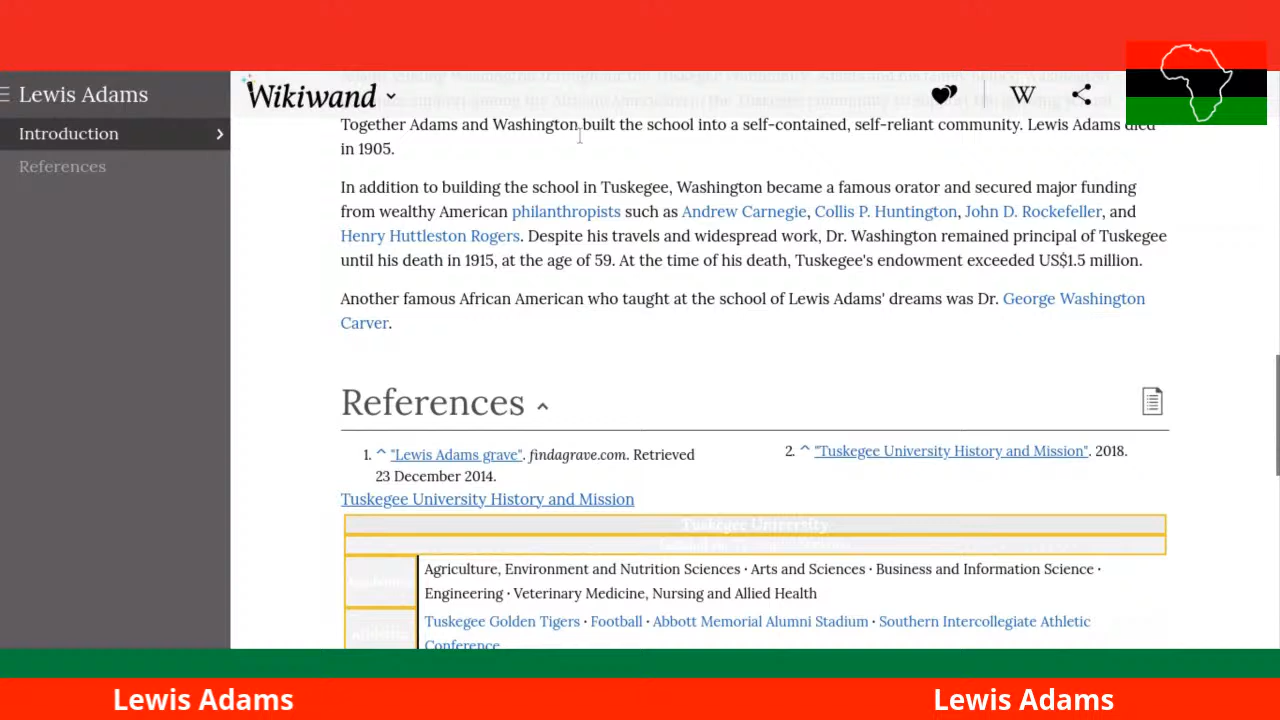 Lewis Adams
Introduction
References
Wikiwand
W
Together Adams and Washington built the school into a self-contained, self-reliant community. Lewis Adams died
in 1905.
In addition to building the school in Tuskegee, Washington became a famous orator and secured major funding
from wealthy American philanthropists such as Andrew Carnegie, Collis P. Huntington, John D. Rockefeller, and
Henry Huttleston Rogers. Despite his travels and widespread work, Dr. Washington remained principal of Tuskegee
until his death in 1915, at the age of 59. At the time of his death, Tuskegee's endowment exceeded US$1.5 million.
Another famous African American who taught at the school of Lewis Adams' dreams was Dr. George Washington
Carver.
References
1. ^ "Lewis Adams grave". findagrave.com. Retrieved
23 December 2014.
2. ^ "Tuskegee University History and Mission". 2018.
Tuskegee University History and Mission
Tuskegee University
Agriculture, Environment and Nutrition Sciences · Arts and Sciences · Business and Information Science ·
Engineering · Veterinary Medicine, Nursing and Allied Health
Tuskegee Golden Tigers · Football · Abbott Memorial Alumni Stadium · Southern Intercollegiate Athletic
Conference
Lewis Adams
Lewis Adams